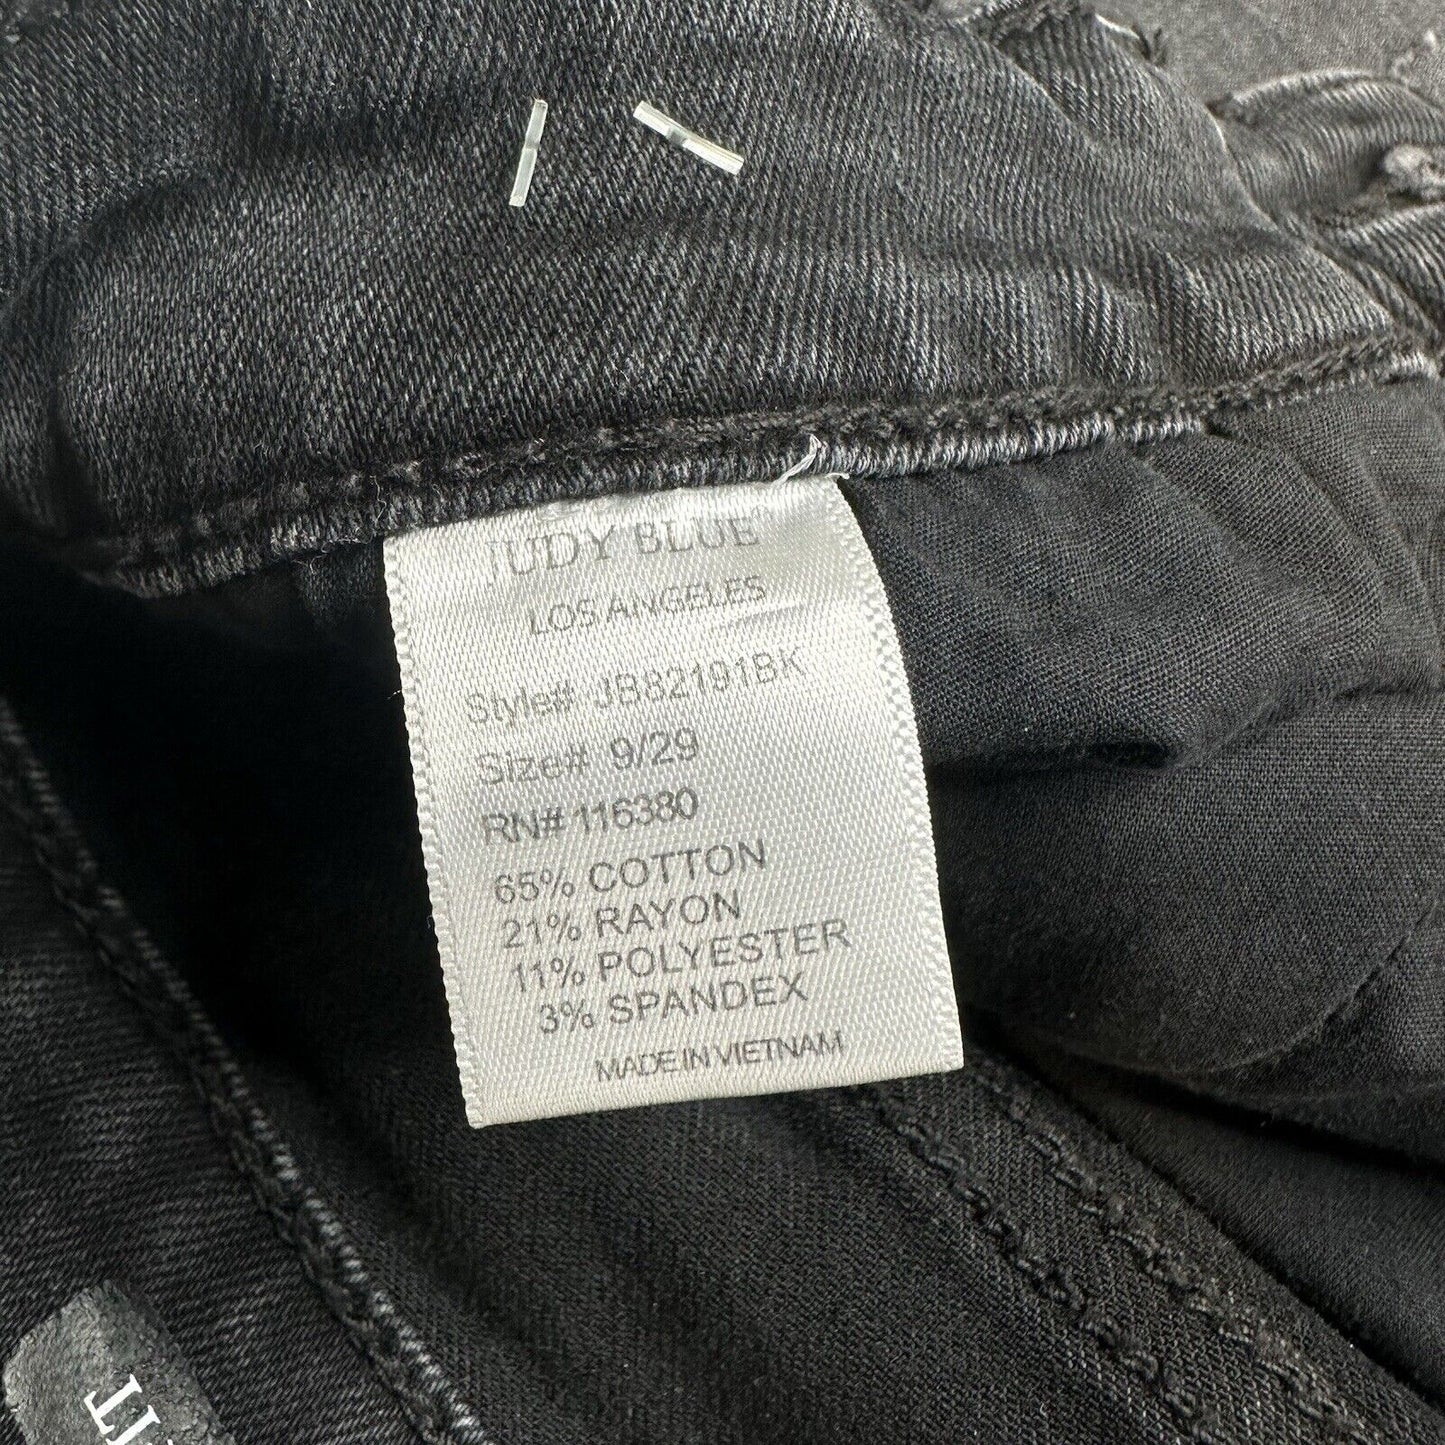 JUDY BLUE
LOS ANGELES
Style# JB82191BK
Size# 9/29
RN# 116380
65% COTTON
21% RAYON
11% POLYESTER
3% SPANDEX
MADE IN VIETNAM